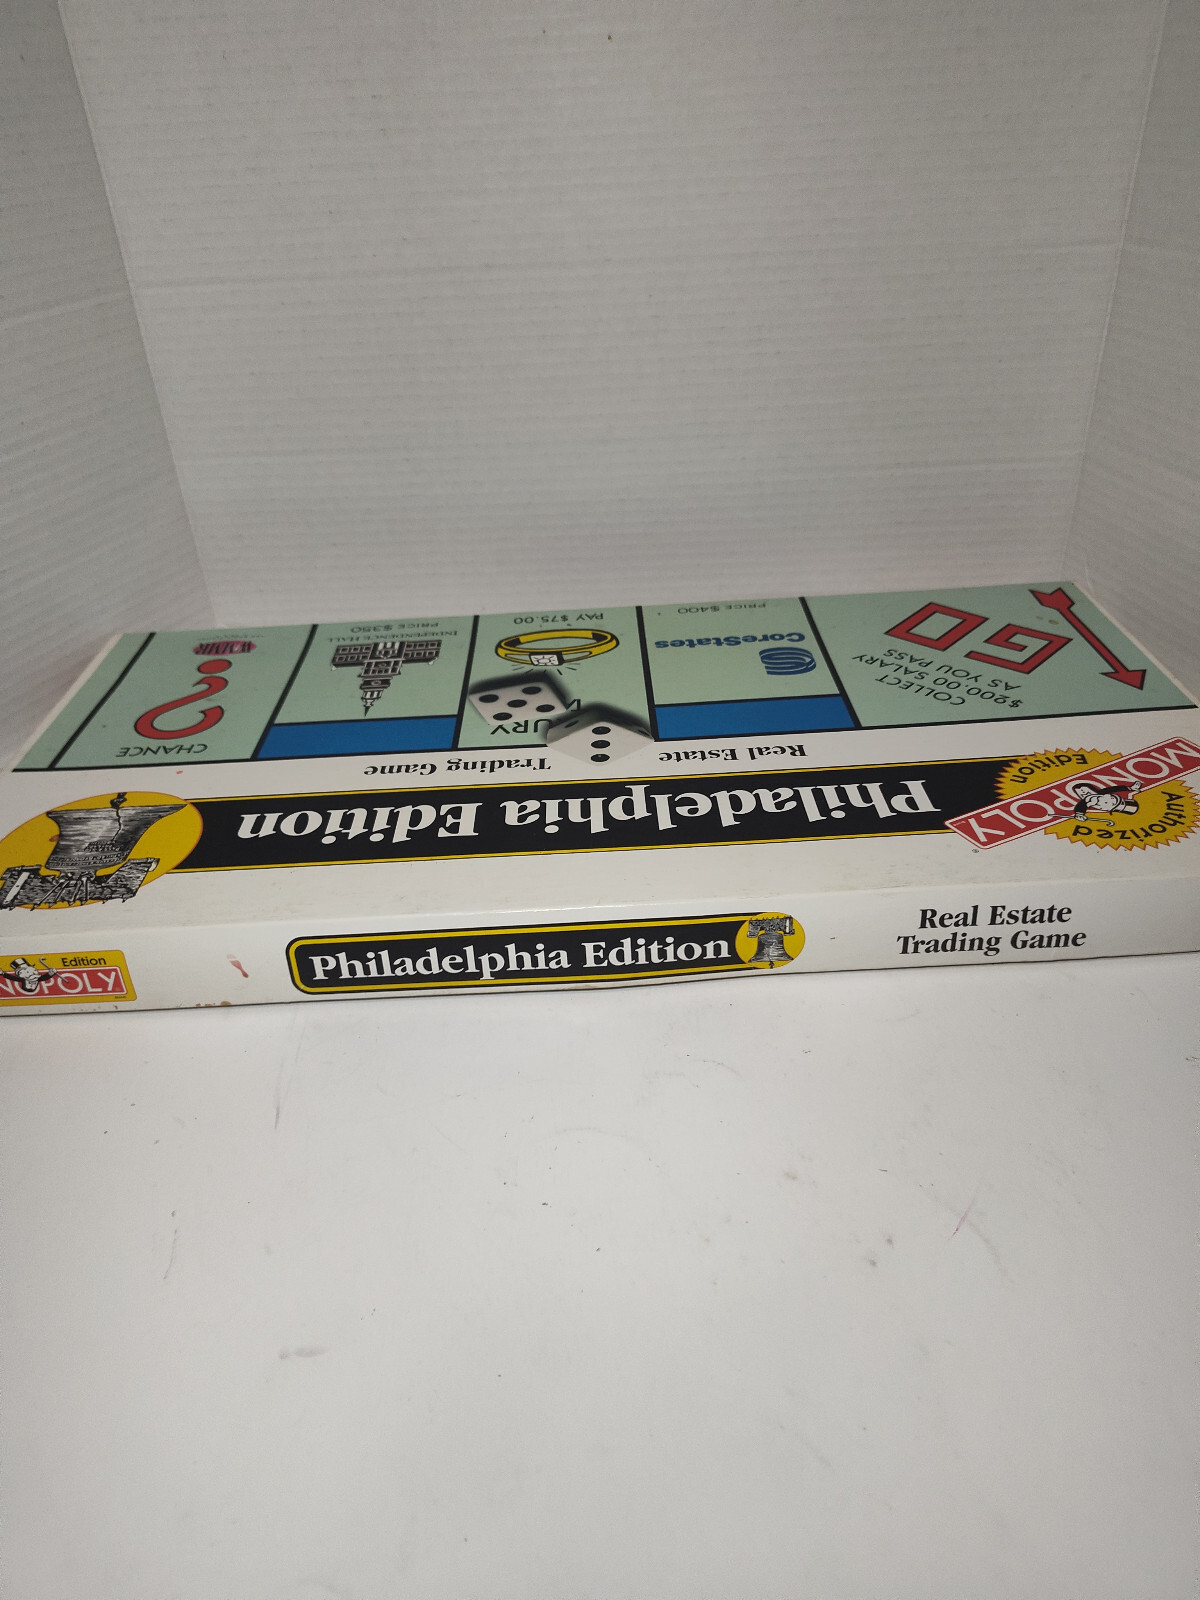 COLLECT
$200.00 SALARY
AS YOU PASS
GO
CoreStates
PRICE $400
URY
PAY $75.00
INDEPENDENCE HALL
PRICE $350
CHANCE
Real Estate
Trading Game
Authorized
MONOPOLY
Edition
Philadelphia Edition
Edition
NOPOLY
Philadelphia Edition
Real Estate
Trading Game